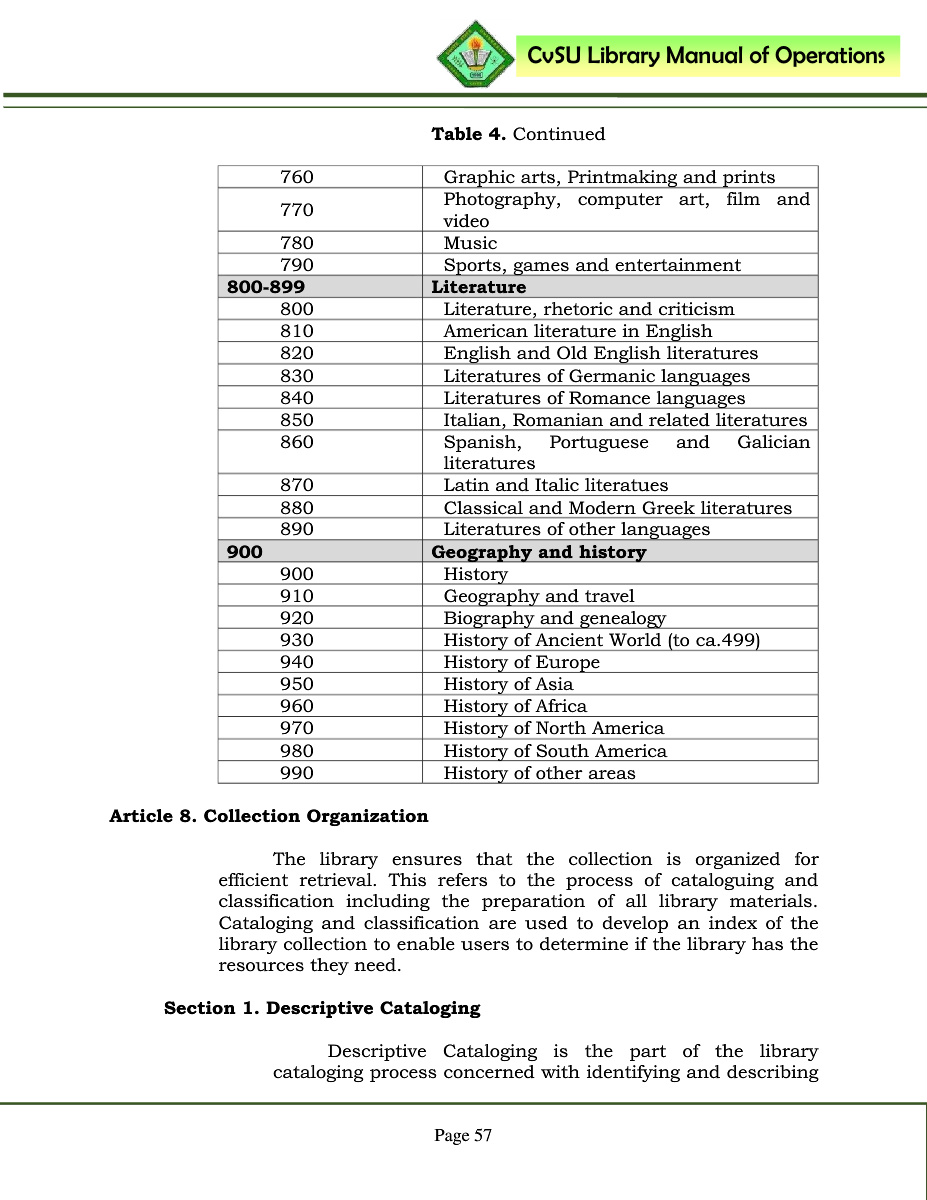 CvSU Library Manual of Operations
Table 4. Continued
760 Graphic arts, Printmaking and prints
770 Photography, computer art, film and
video
780 Music
790 Sports, games and entertainment
800-899 Literature
800 Literature, rhetoric and criticism
810 American literature in English
820 English and Old English literatures
830 Literatures of Germanic languages
840 Literatures of Romance languages
850 Italian, Romanian and related literatures
860 Spanish, Portuguese and Galician
literatures
870 Latin and Italic literatues
880 Classical and Modern Greek literatures
890 Literatures of other languages
900 Geography and history
900 History
910 Geography and travel
920 Biography and genealogy
930 History of Ancient World (to ca.499)
940 History of Europe
950 History of Asia
960 History of Africa
970 History of North America
980 History of South America
990 History of other areas
Article 8. Collection Organization
The library ensures that the collection is organized for
efficient retrieval. This refers to the process of cataloguing and
classification including the preparation of all library materials.
Cataloging and classification are used to develop an index of the
library collection to enable users to determine if the library has the
resources they need.
Section 1. Descriptive Cataloging
Descriptive Cataloging is the part of the library
cataloging process concerned with identifying and describing
Page 57